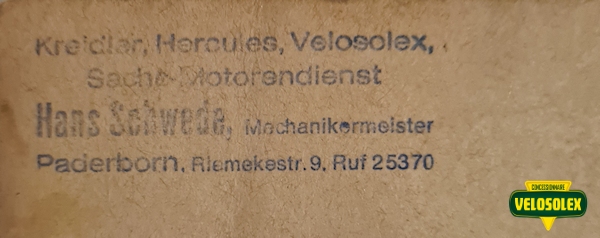 Kreidler, Hercules, Velosolex,
Sachs-Motorendienst
Hans Schwede, Mechanikermeister
Paderborn, Riemekestr. 9, Ruf 25370
CONCESSIONNAIRE
VELOSOLEX